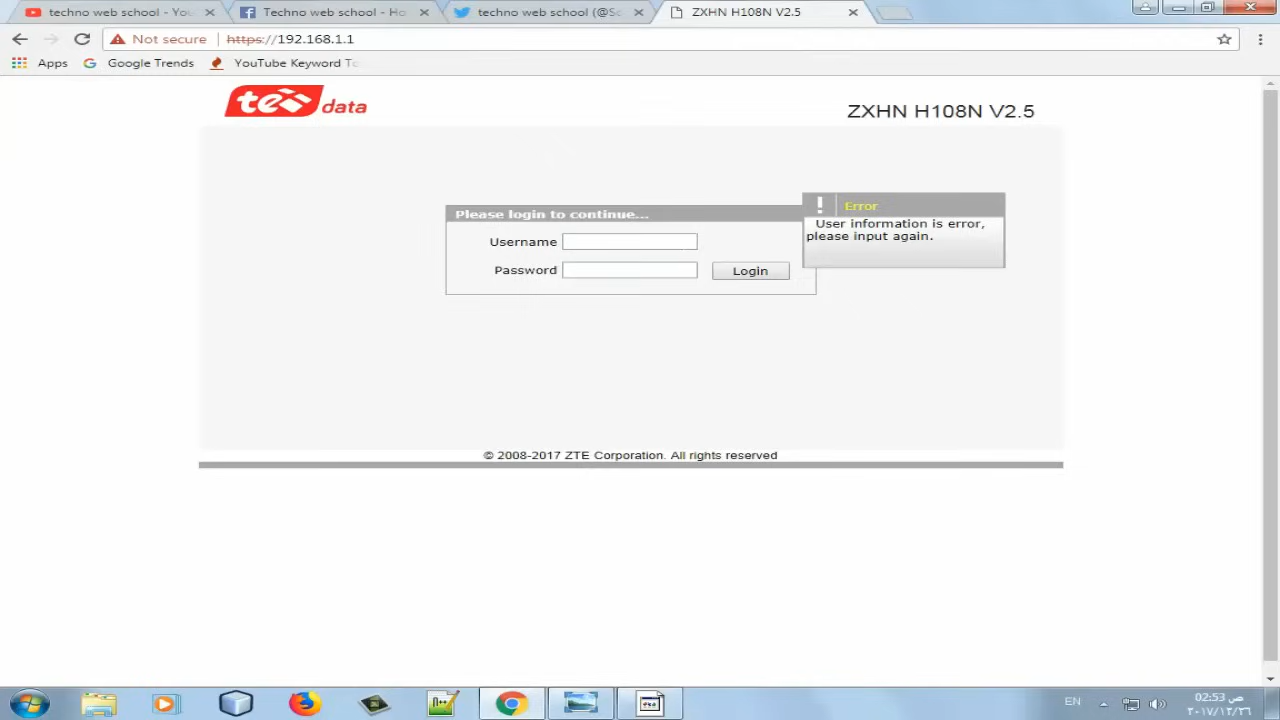 techno web school - You
Techno web school - Ho
techno web school (@Sc
ZXHN H108N V2.5
Not secure
https://192.168.1.1
Apps
Google Trends
YouTube Keyword To
te data
ZXHN H108N V2.5
Please login to continue...
Error
User information is error,
please input again.
Username
Password
Login
© 2008-2017 ZTE Corporation. All rights reserved
EN
02:53 ص
٢٠١٧/١٢/٢٦